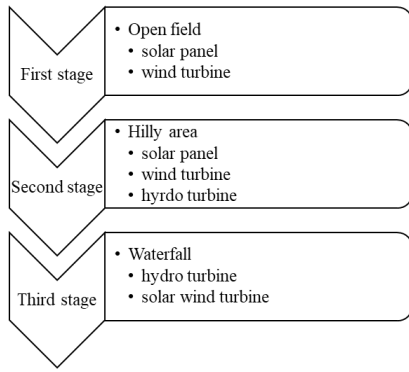 First stage
• Open field
• solar panel
• wind turbine
Second stage
• Hilly area
• solar panel
• wind turbine
• hyrdo turbine
Third stage
• Waterfall
• hydro turbine
• solar wind turbine